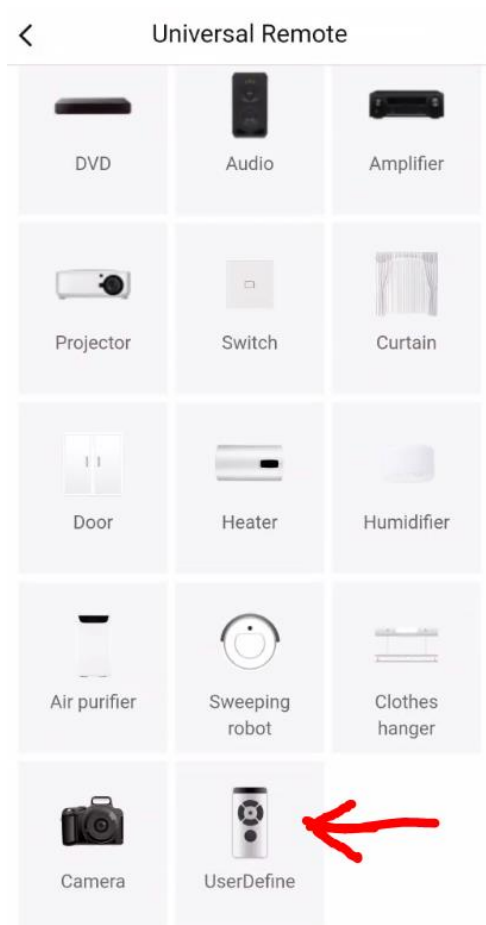 Universal Remote
DVD
Audio
Amplifier
Projector
Switch
Curtain
Door
Heater
Humidifier
Air purifier
Sweeping
robot
Clothes
hanger
Camera
UserDefine